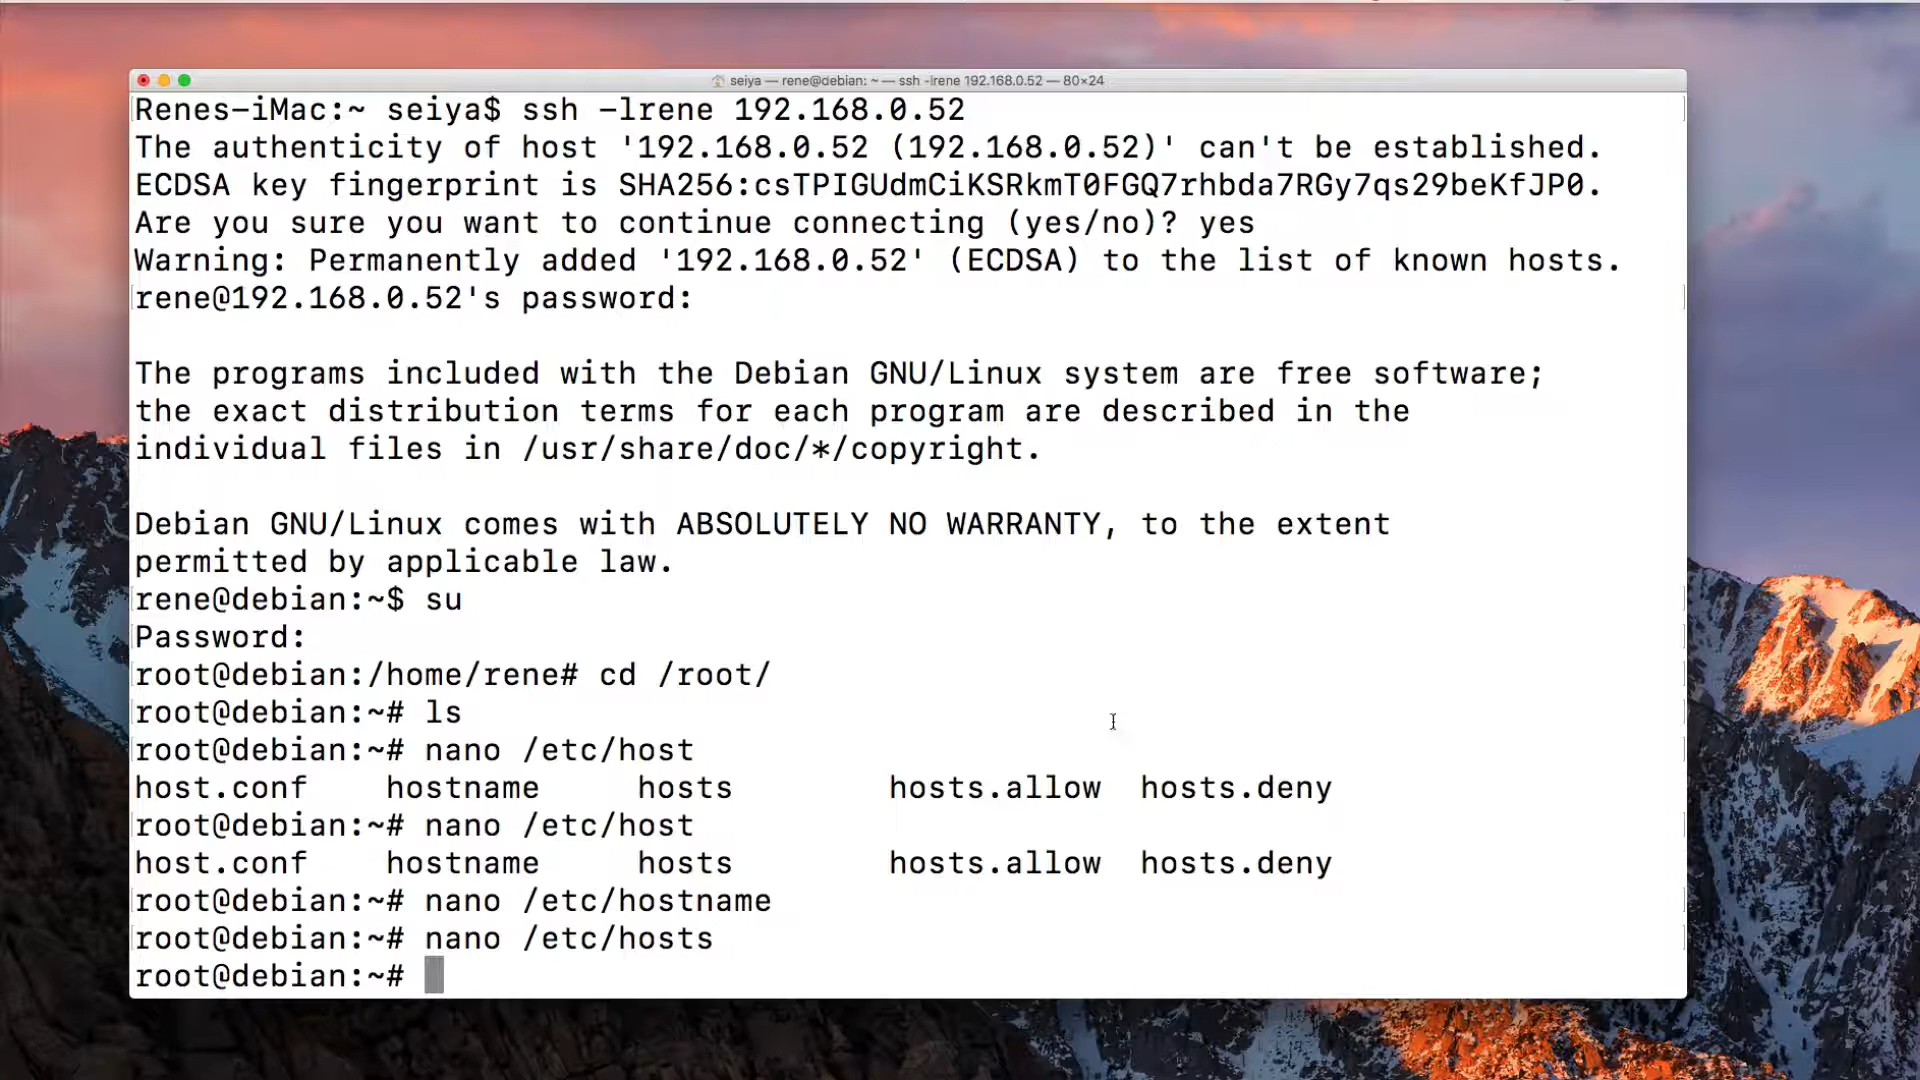 seiya — rene@debian: ~ — ssh -lrene 192.168.0.52 — 80×24
Renes-iMac:~ seiya$ ssh -lrene 192.168.0.52
The authenticity of host '192.168.0.52 (192.168.0.52)' can't be established.
ECDSA key fingerprint is SHA256:csTPIGUdmCiKSRkmT0FGQ7rhbda7RGy7qs29beKfJP0.
Are you sure you want to continue connecting (yes/no)? yes
Warning: Permanently added '192.168.0.52' (ECDSA) to the list of known hosts.
rene@192.168.0.52's password:
The programs included with the Debian GNU/Linux system are free software;
the exact distribution terms for each program are described in the
individual files in /usr/share/doc/*/copyright.
Debian GNU/Linux comes with ABSOLUTELY NO WARRANTY, to the extent
permitted by applicable law.
rene@debian:~$ su
Password:
root@debian:/home/rene# cd /root/
root@debian:~# ls
root@debian:~# nano /etc/host
host.conf hostname hosts hosts.allow hosts.deny
root@debian:~# nano /etc/host
host.conf hostname hosts hosts.allow hosts.deny
root@debian:~# nano /etc/hostname
root@debian:~# nano /etc/hosts
root@debian:~#